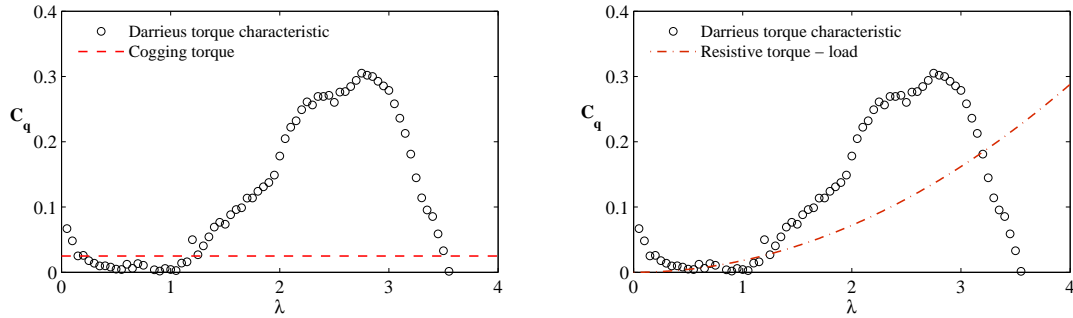 0.4
0.3
0.2
0.1
0
C_q
0 1 2 3 4
λ
Darrieus torque characteristic
Cogging torque
0.4
0.3
0.2
0.1
0
C_q
0 1 2 3 4
λ
Darrieus torque characteristic
Resistive torque – load